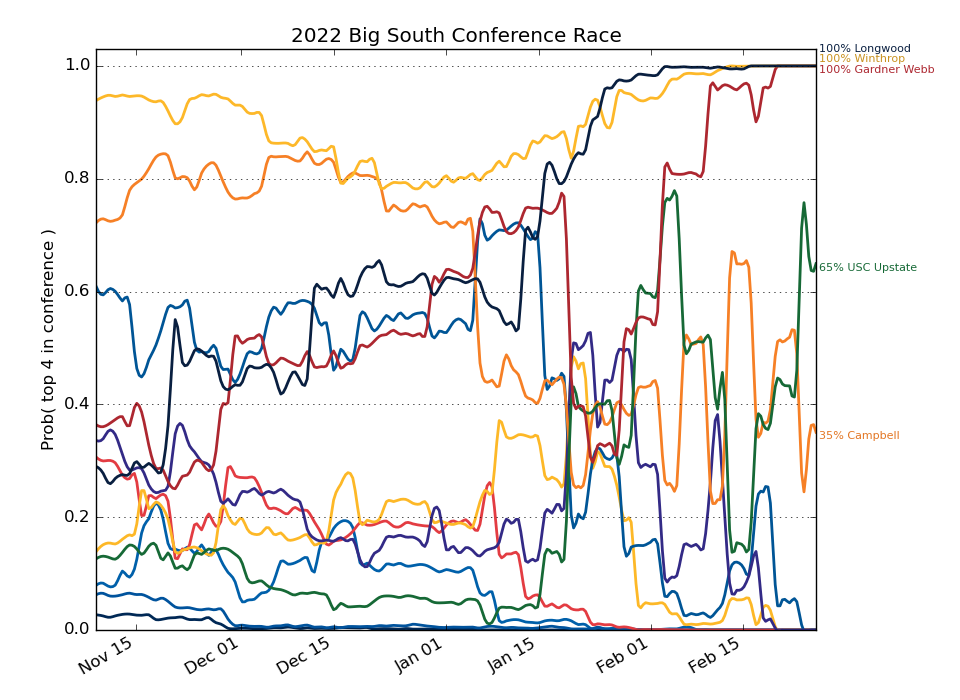 2022 Big South Conference Race
Prob( top 4 in conference )
1.0
0.8
0.6
0.4
0.2
0.0
Nov 15
Dec 01
Dec 15
Jan 01
Jan 15
Feb 01
Feb 15
100% Longwood
100% Winthrop
100% Gardner Webb
65% USC Upstate
35% Campbell